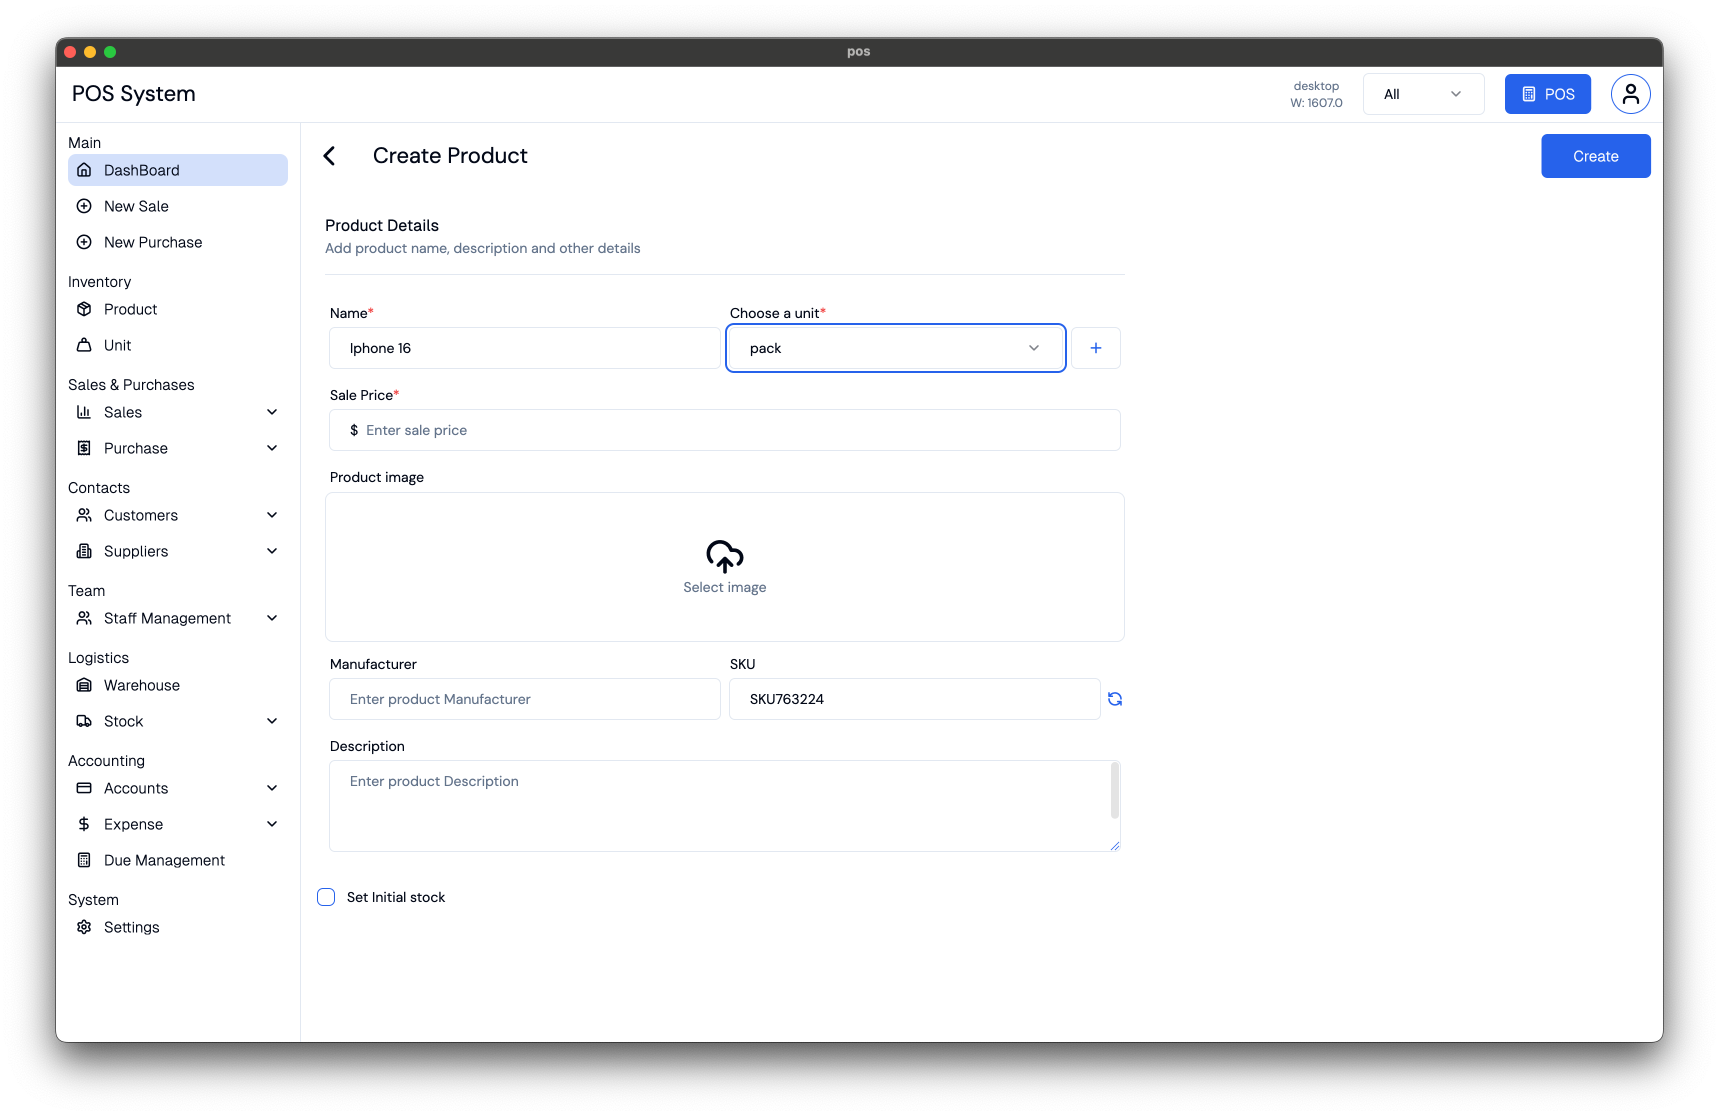 pos
POS System
desktop
W: 1607.0
All
POS
Main
DashBoard
New Sale
New Purchase
Inventory
Product
Unit
Sales & Purchases
Sales
Purchase
Contacts
Customers
Suppliers
Team
Staff Management
Logistics
Warehouse
Stock
Accounting
Accounts
Expense
Due Management
System
Settings
Create Product
Create
Product Details
Add product name, description and other details
Name*
Choose a unit*
Iphone 16
pack
Sale Price*
$ Enter sale price
Product image
Select image
Manufacturer
SKU
Enter product Manufacturer
SKU763224
Description
Enter product Description
Set Initial stock